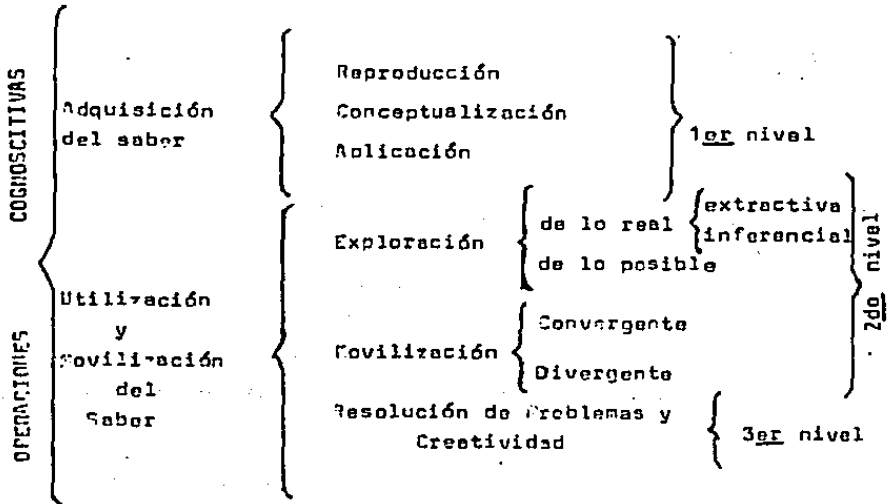 OPERACIONES COGNOSCITIVAS
Adquisición
del saber
Reproducción
Conceptualización
Aplicación
1er nivel
Utilización
y
Movilización
del
Saber
Exploración
de lo real
extractiva
inferencial
de lo posible
Movilización
Convergente
Divergente
2do nivel
Resolución de Problemas y
Creatividad
3er nivel